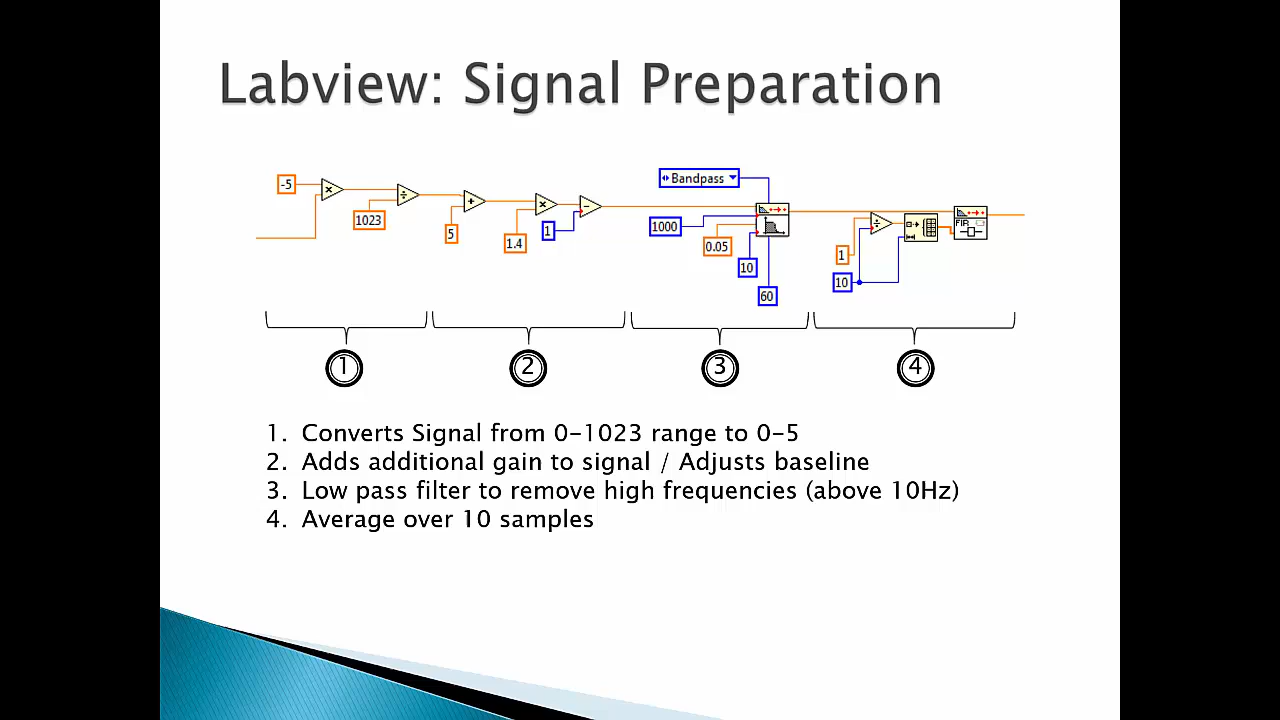 Labview: Signal Preparation
-5
1023
5
1.4
1
Bandpass
1000
0.05
10
60
1
10
FIR
1
2
3
4
1. Converts Signal from 0-1023 range to 0-5
2. Adds additional gain to signal / Adjusts baseline
3. Low pass filter to remove high frequencies (above 10Hz)
4. Average over 10 samples